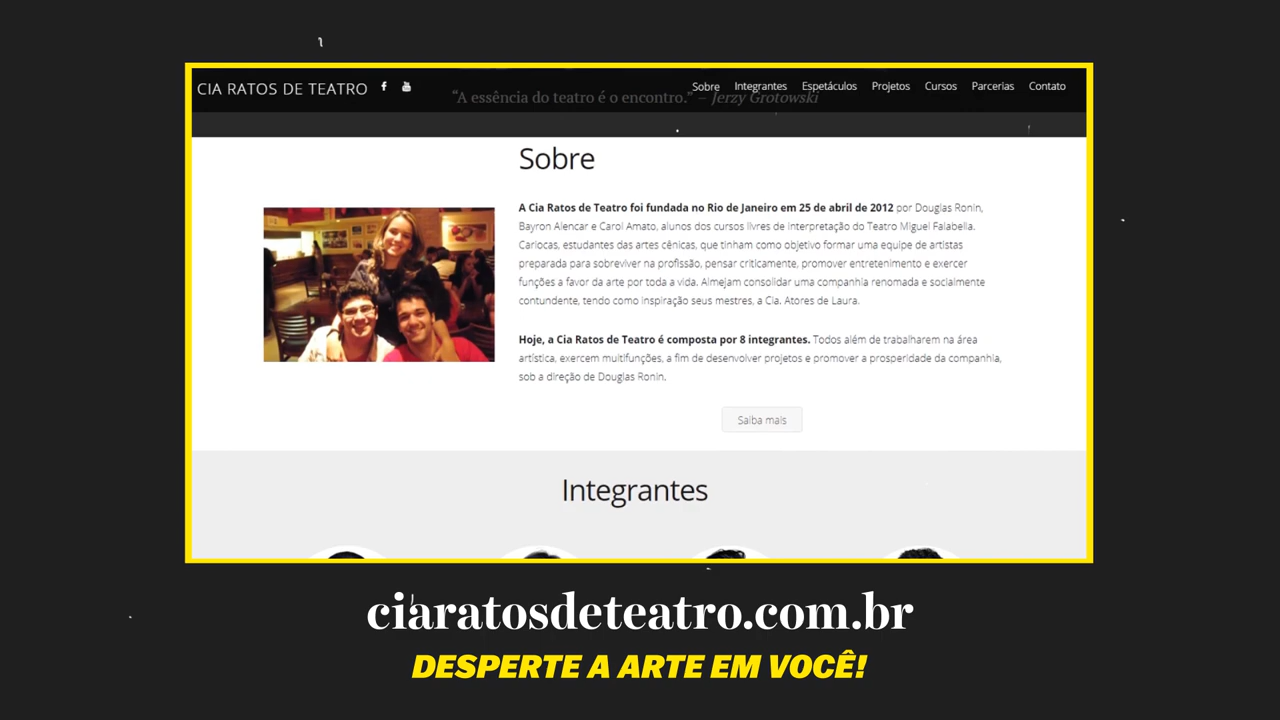 CIA RATOS DE TEATRO
Sobre Integrantes Espetáculos Projetos Cursos Parcerias Contato
“A essência do teatro é o encontro.” – Jerzy Grotowski
Sobre
A Cia Ratos de Teatro foi fundada no Rio de Janeiro em 25 de abril de 2012 por Douglas Ronin,
Bayron Alencar e Carol Amato, alunos dos cursos livres de Interpretação do Teatro Miguel Falabella.
Cariocas, estudantes das artes cênicas, que tinham como objetivo formar uma equipe de artistas
preparada para sobreviver na profissão, pensar criticamente, promover entretenimento e exercer
funções a favor da arte por toda a vida. Almejam consolidar uma companhia renomada e socialmente
contundente, tendo como inspiração seus mestres, a Cia. Atores de Laura.
Hoje, a Cia Ratos de Teatro é composta por 8 integrantes. Todos além de trabalharem na área
artística, exercem multifunções, a fim de desenvolver projetos e promover a prosperidade da companhia,
sob a direção de Douglas Ronin.
Saiba mais
Integrantes
ciaratosdeteatro.com.br
DESPERTE A ARTE EM VOCÊ!